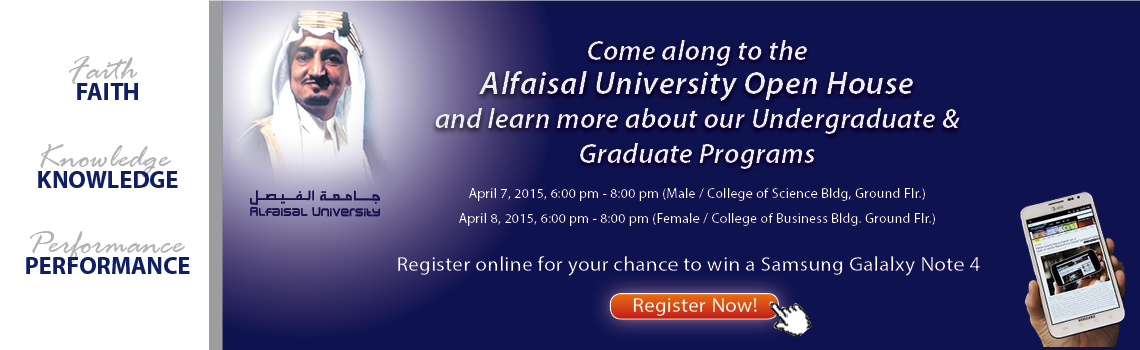 Faith
FAITH
Knowledge
KNOWLEDGE
Performance
PERFORMANCE
جامعة الفيصل
Alfaisal University
Come along to the
Alfaisal University Open House
and learn more about our Undergraduate &
Graduate Programs
April 7, 2015, 6:00 pm - 8:00 pm (Male / College of Science Bldg, Ground Flr.)
April 8, 2015, 6:00 pm - 8:00 pm (Female / College of Business Bldg. Ground Flr.)
Register online for your chance to win a Samsung Galalxy Note 4
Register Now!
SAMSUNG